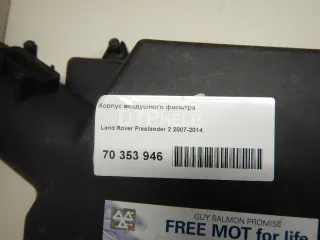 Корпус воздушного фильтра
Land Rover Freelander 2 2007-2014
70 353 946
GUY SALMON PROMISE
FREE MOT for life